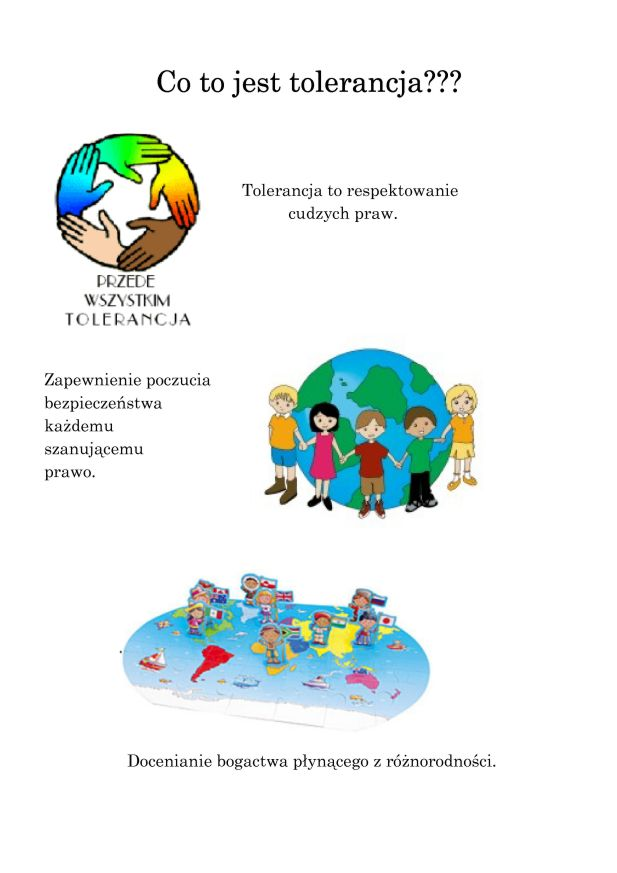 Co to jest tolerancja???
Tolerancja to respektowanie
cudzych praw.
PRZEDE
WSZYSTKIM
TOLERANCJA
Zapewnienie poczucia
bezpieczeństwa
każdemu
szanującemu
prawo.
.
Docenianie bogactwa płynącego z różnorodności.